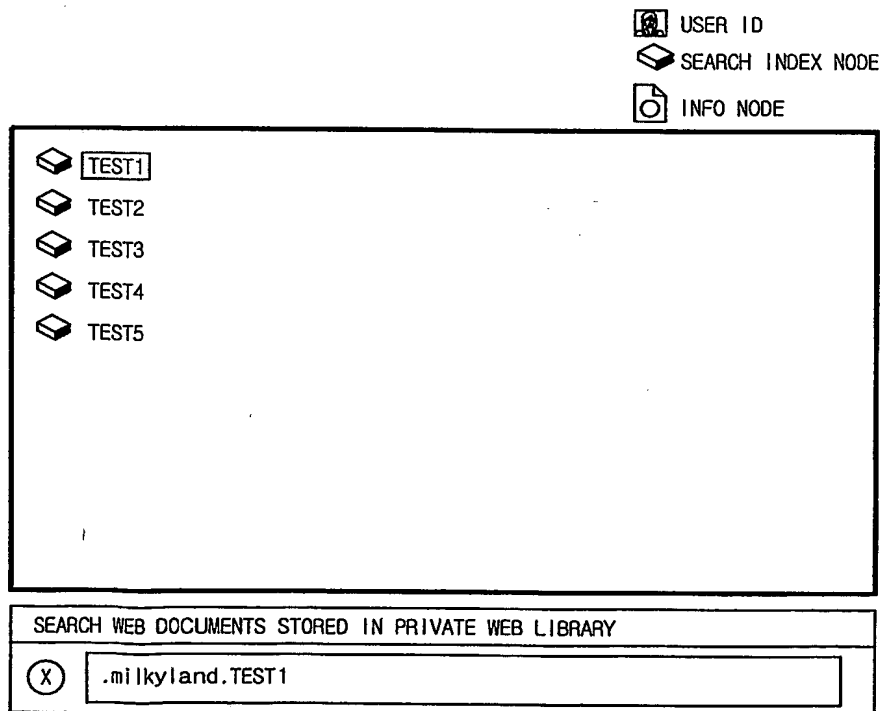 USER ID
SEARCH INDEX NODE
INFO NODE
TEST1
TEST2
TEST3
TEST4
TEST5
SEARCH WEB DOCUMENTS STORED IN PRIVATE WEB LIBRARY
X
.milkyland.TEST1